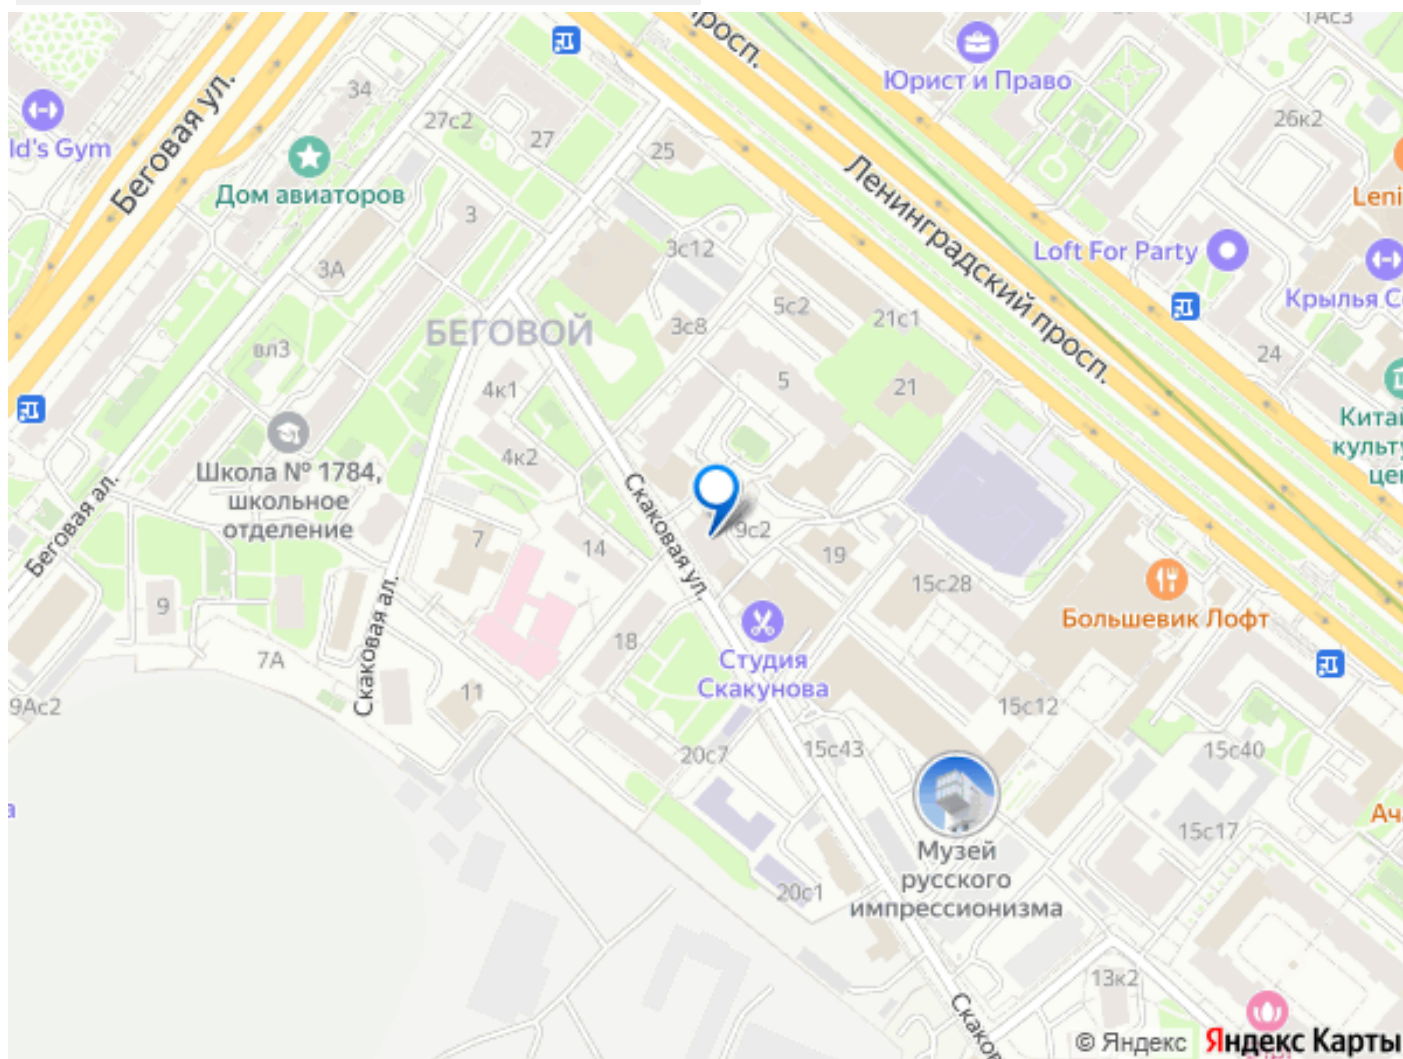 просп.
1Ас3
Юрист и Право
34
27с2
27
26к2
Беговая ул.
ld's Gym
25
Ленинградский просп.
Дом авиаторов
Leni
3
3с12
Loft For Party
3А
Крылья Со
5с2
21с1
3с8
БЕГОВОЙ
вл3
24
5
21
4к1
Китай
культу
цен
4к2
Школа № 1784,
школьное
отделение
Скаковая ул.
Беговая ал.
9с2
7
14
19
15с28
Большевик Лофт
9
Скаковая ал.
18
Студия
Скакунова
7А
11
9Ас2
15с12
20с7
15с43
15с40
а
Ач
15с17
Музей
русского
импрессионизма
20с1
13к2
Скаков
© Яндекс
Яндекс Карты